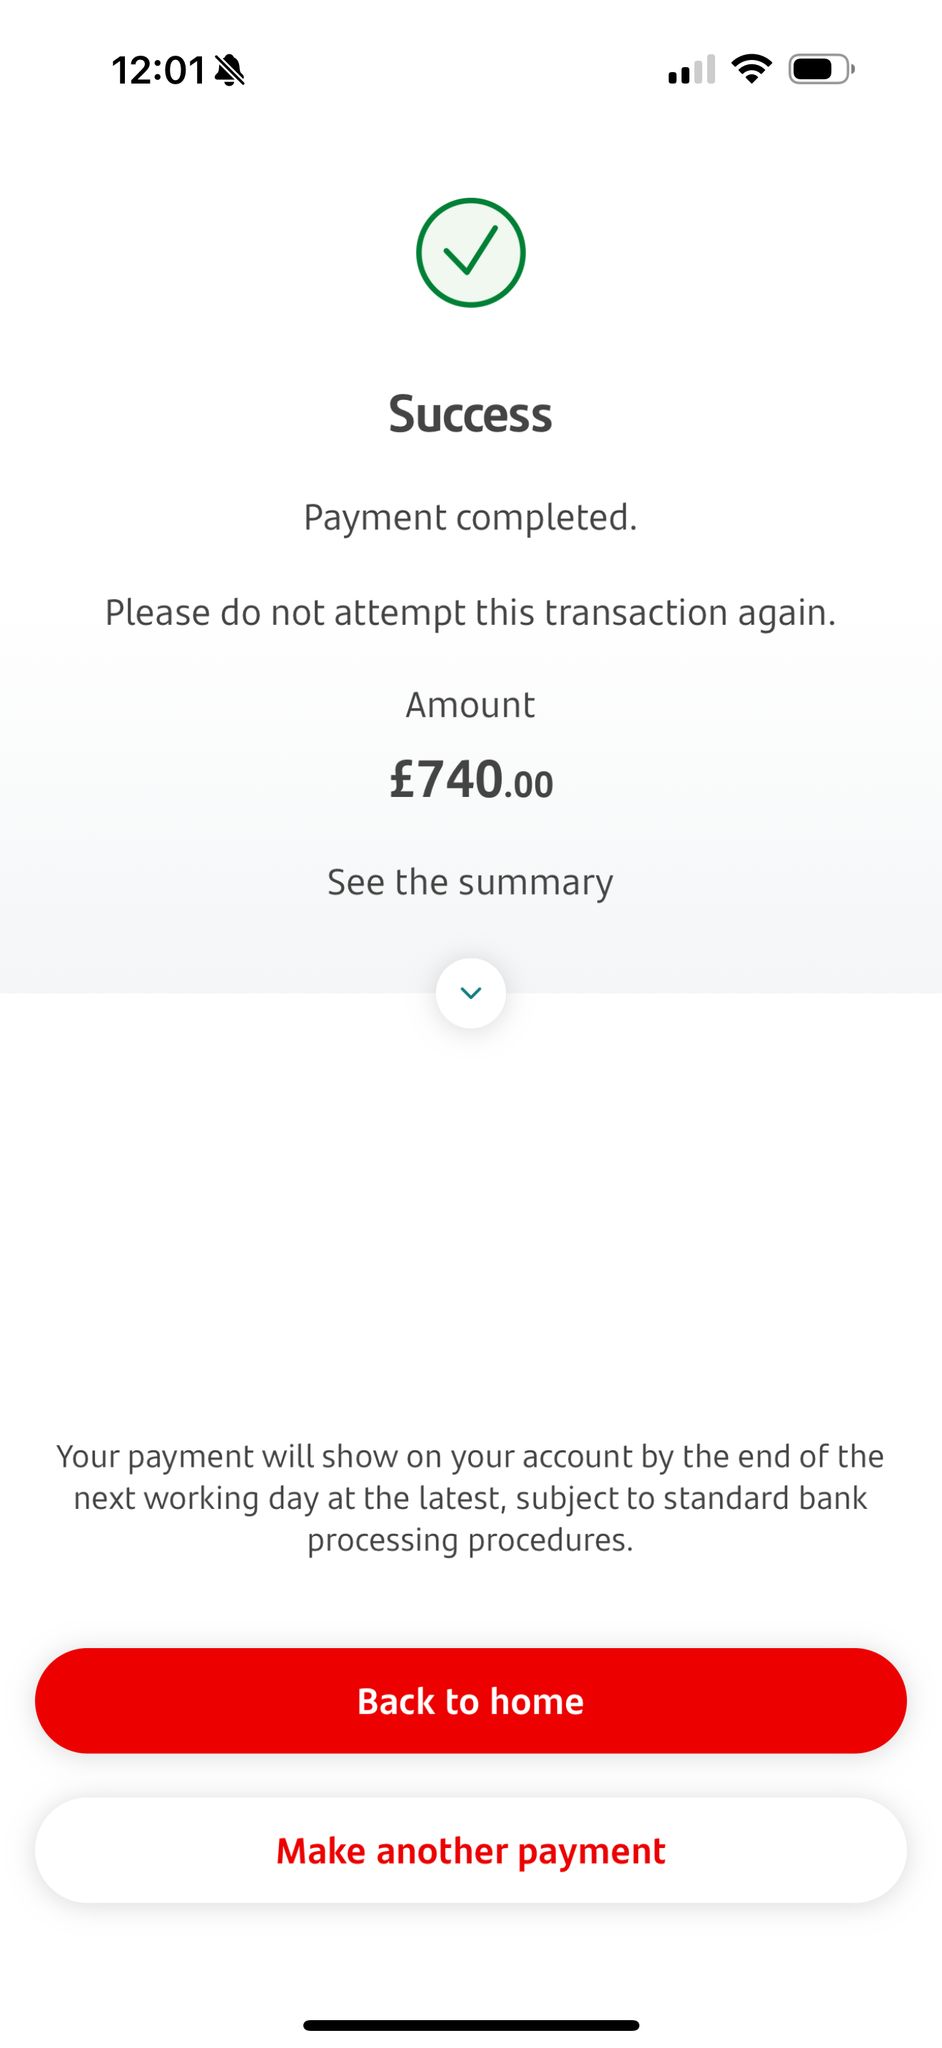 12:01
Success
Payment completed.
Please do not attempt this transaction again.
Amount
£740.00
See the summary
Your payment will show on your account by the end of the
next working day at the latest, subject to standard bank
processing procedures.
Back to home
Make another payment